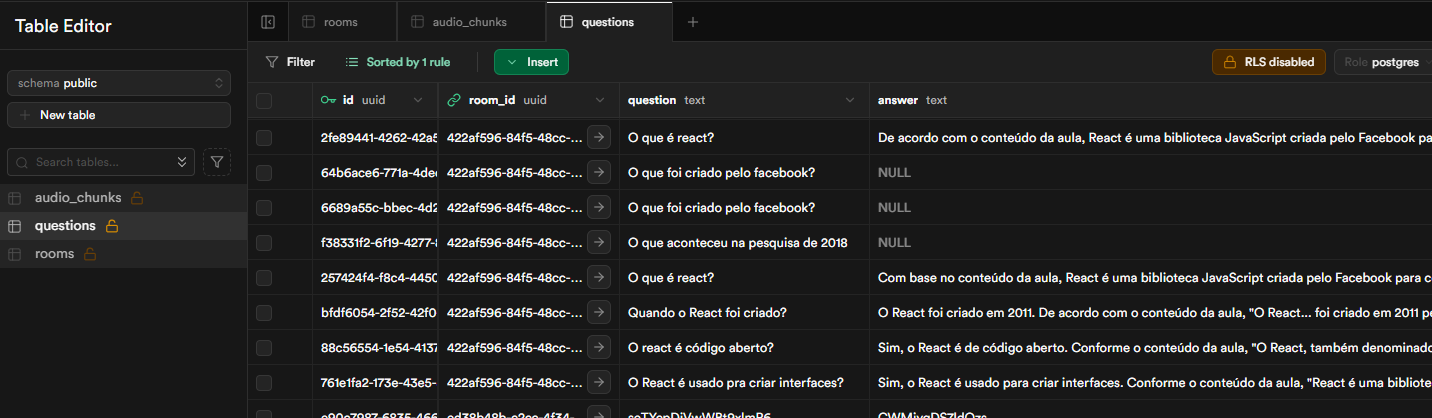 Table Editor
rooms
audio_chunks
questions
Filter
Sorted by 1 rule
Insert
RLS disabled
Role postgres
schema public
New table
Search tables...
audio_chunks
questions
rooms
id uuid
room_id uuid
question text
answer text
2fe89441-4262-42a5 422af596-84f5-48cc-... O que é react? De acordo com o conteúdo da aula, React é uma biblioteca JavaScript criada pelo Facebook pa
64b6ace6-771a-4dec 422af596-84f5-48cc-... O que foi criado pelo facebook? NULL
6689a55c-bbec-4d2 422af596-84f5-48cc-... O que foi criado pelo facebook? NULL
f38331f2-6f19-4277- 422af596-84f5-48cc-... O que aconteceu na pesquisa de 2018 NULL
257424f4-f8c4-4450 422af596-84f5-48cc-... O que é react? Com base no conteúdo da aula, React é uma biblioteca JavaScript criada pelo Facebook para c
bfdf6054-2f52-42f0 422af596-84f5-48cc-... Quando o React foi criado? O React foi criado em 2011. De acordo com o conteúdo da aula, "O React... foi criado em 2011 pe
88c56554-1e54-4137 422af596-84f5-48cc-... O react é código aberto? Sim, o React é de código aberto. Conforme o conteúdo da aula, "O React, também denominado
761e1fa2-173e-43e5- 422af596-84f5-48cc-... O React é usado pra criar interfaces? Sim, o React é usado para criar interfaces. Conforme o conteúdo da aula, "React é uma bibliote